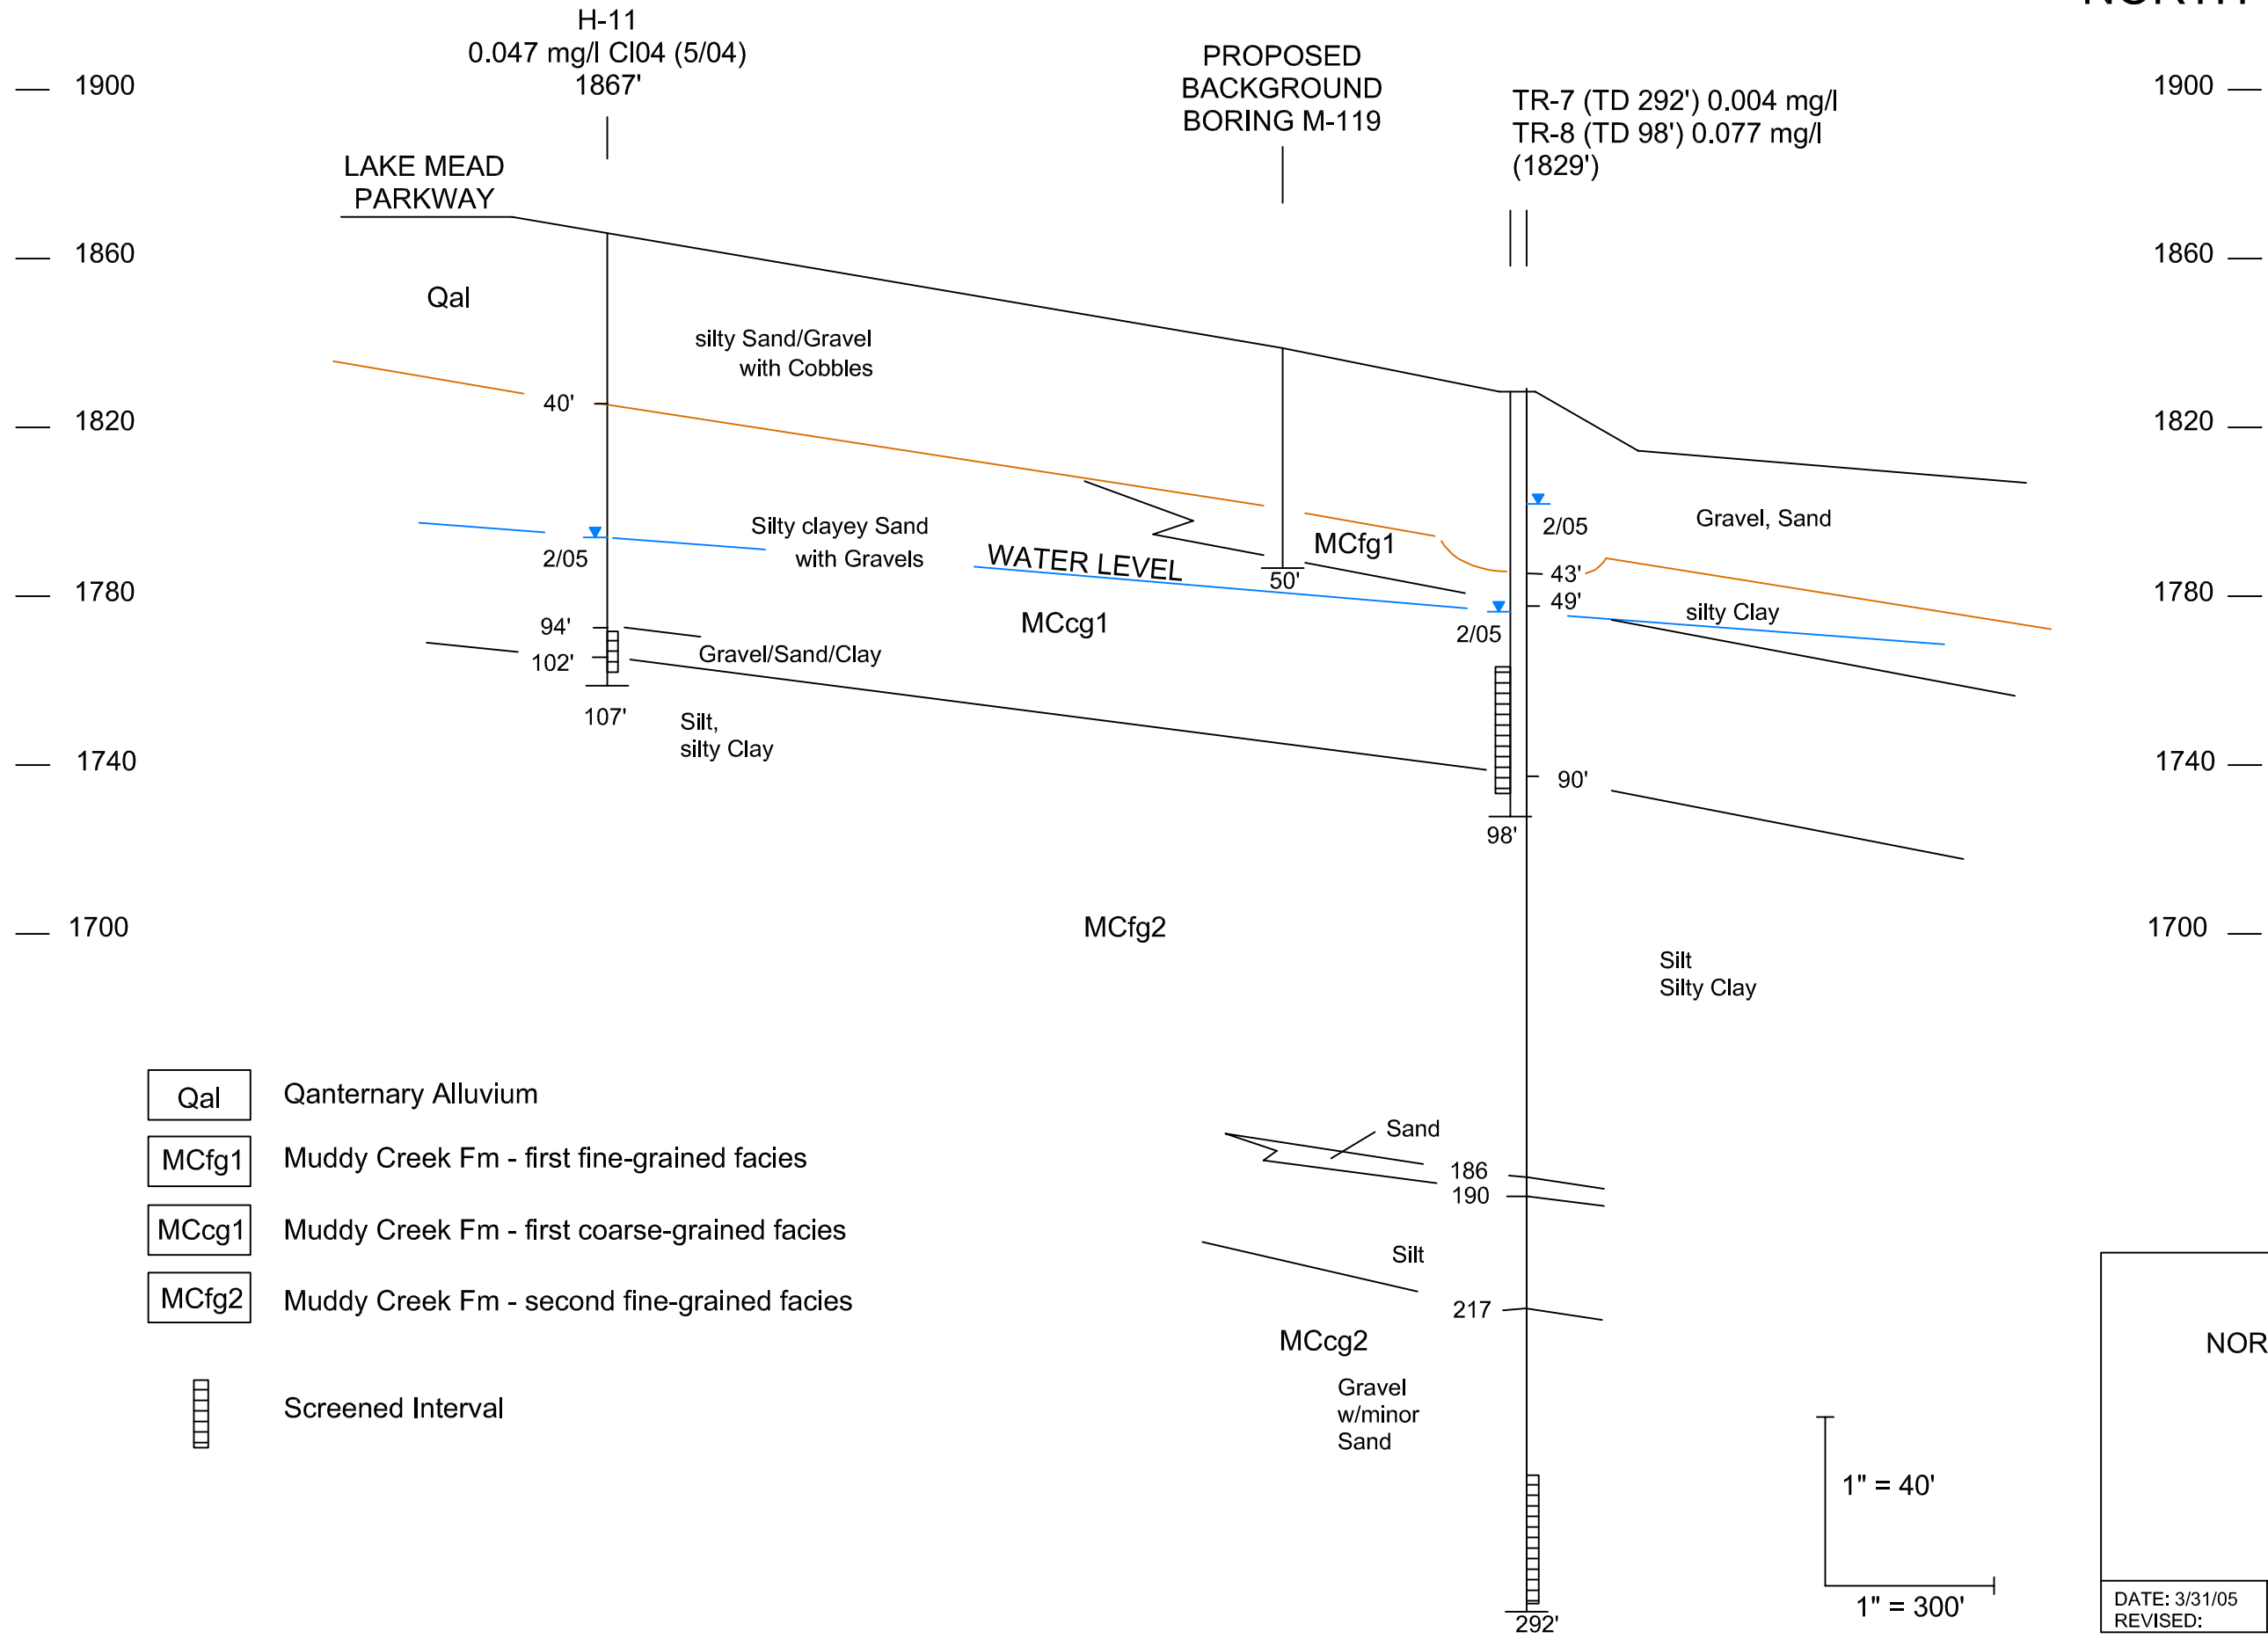 NORTH
H-11
0.047 mg/l Cl04 (5/04)
1867'
PROPOSED
BACKGROUND
BORING M-119
TR-7 (TD 292') 0.004 mg/l
TR-8 (TD 98') 0.077 mg/l
(1829')
1900
1900
LAKE MEAD
PARKWAY
1860
1860
Qal
silty Sand/Gravel
with Cobbles
40'
1820
1820
Silty clayey Sand
with Gravels
2/05
WATER LEVEL
MCfg1
2/05
Gravel, Sand
1780
50'
43'
49'
1780
MCcg1
2/05
silty Clay
94'
102'
Gravel/Sand/Clay
107'
Silt,
silty Clay
1740
90'
1740
98'
1700
MCfg2
1700
Silt
Silty Clay
Qal
Qanternary Alluvium
MCfg1
Muddy Creek Fm - first fine-grained facies
MCcg1
Muddy Creek Fm - first coarse-grained facies
MCfg2
Muddy Creek Fm - second fine-grained facies
Screened Interval
Sand
186
190
Silt
217
MCcg2
Gravel
w/minor
Sand
292'
1" = 40'
1" = 300'
NOR
DATE: 3/31/05
REVISED: